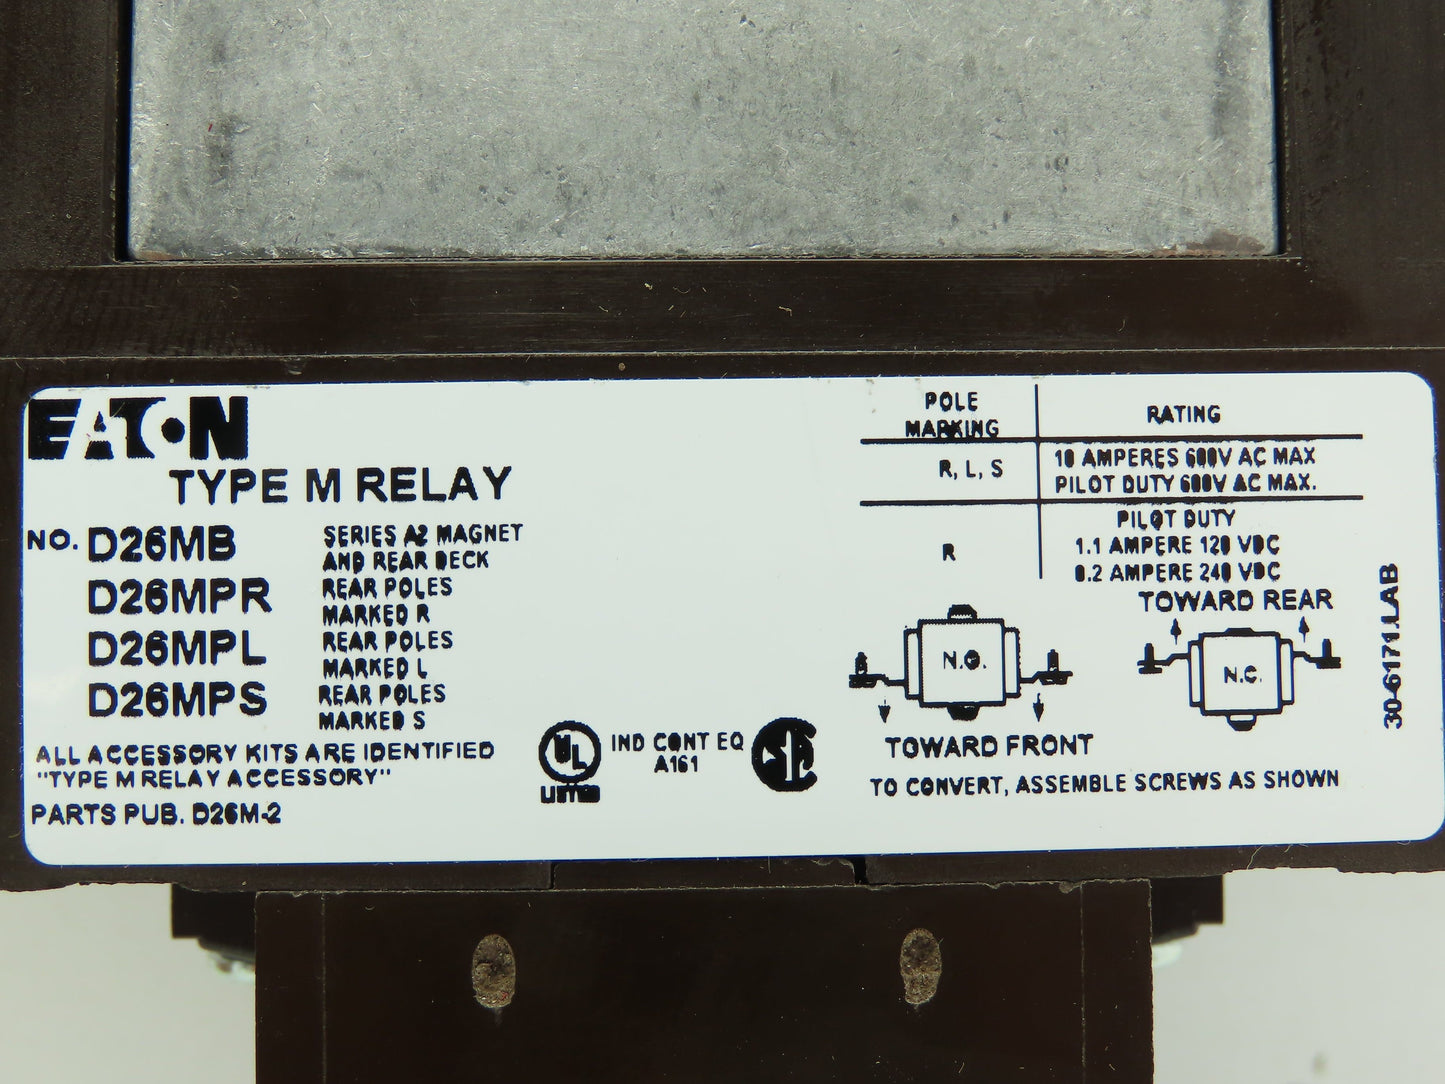 EATON
TYPE M RELAY
NO. D26MB SERIES A2 MAGNET
AND REAR DECK
D26MPR REAR POLES
MARKED R
D26MPL REAR POLES
MARKED L
D26MPS REAR POLES
MARKED S
ALL ACCESSORY KITS ARE IDENTIFIED
"TYPE M RELAY ACCESSORY"
PARTS PUB. D26M-2
UL
LISTED
IND CONT EQ
A161
SA
POLE
MARKING
RATING
R, L, S
10 AMPERES 600V AC MAX
PILOT DUTY 600V AC MAX.
R
PILOT DUTY
1.1 AMPERE 120 VDC
0.2 AMPERE 240 VDC
N.O.
TOWARD FRONT
TOWARD REAR
N.C.
TO CONVERT, ASSEMBLE SCREWS AS SHOWN
30-6171.LAB